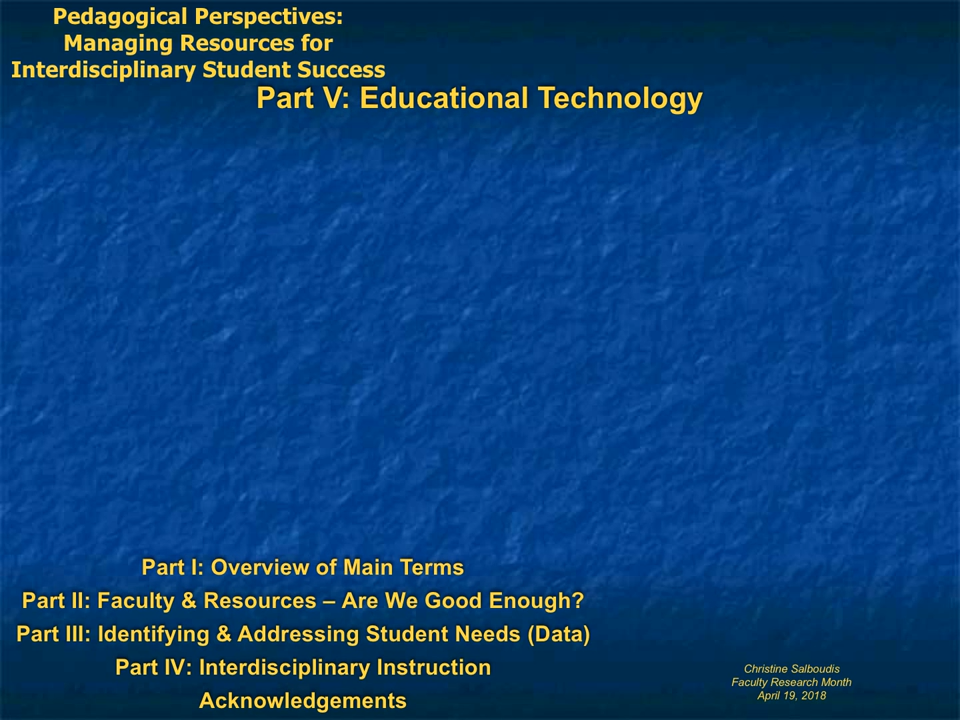 Pedagogical Perspectives:
Managing Resources for
Interdisciplinary Student Success
Part V: Educational Technology
Part I: Overview of Main Terms
Part II: Faculty & Resources – Are We Good Enough?
Part III: Identifying & Addressing Student Needs (Data)
Part IV: Interdisciplinary Instruction
Acknowledgements
Christine Salboudis
Faculty Research Month
April 19, 2018